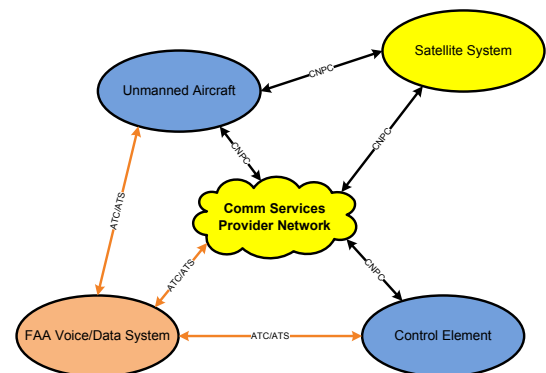 Satellite System
CNPC
Unmanned Aircraft
CNPC
CNPC
ATC/ATS
Comm Services
Provider Network
ATC/ATS
CNPC
FAA Voice/Data System
ATC/ATS
Control Element